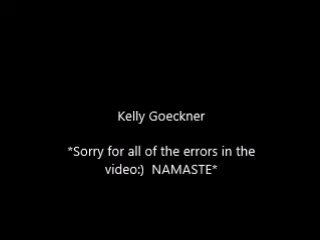 Kelly Goeckner
*Sorry for all of the errors in the
video:)  NAMASTE*